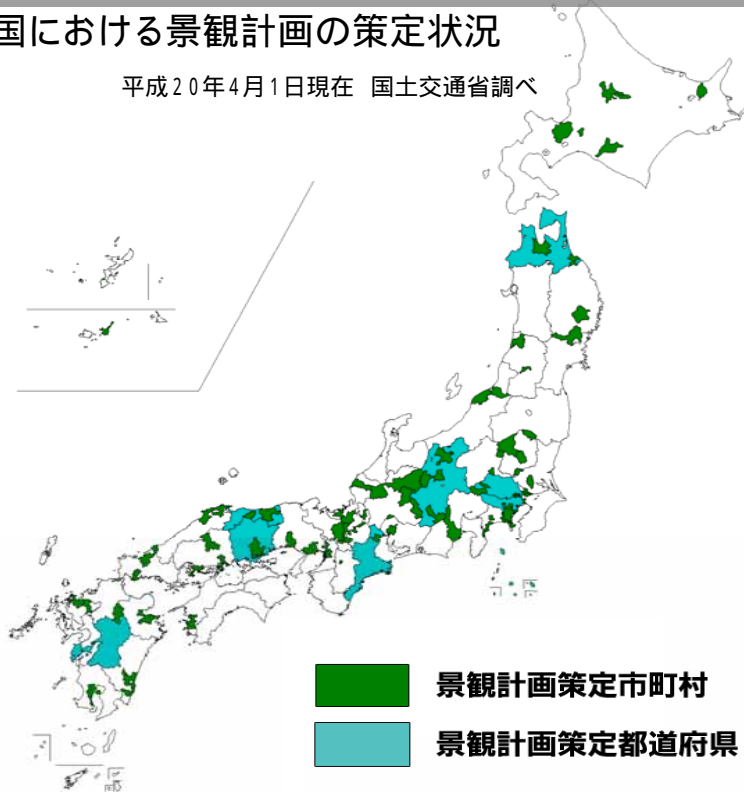 国における景観計画の策定状況
平成20年4月1日現在 国土交通省調べ
景観計画策定市町村
景観計画策定都道府県